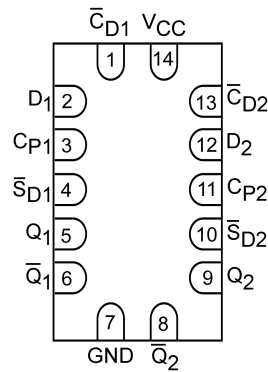 C̅D1 VCC
1 14
D1 2 13 C̅D2
CP1 3 12 D2
S̅D1 4 11 CP2
Q1 5 10 S̅D2
Q̅1 6 9 Q2
7 8
GND Q̅2